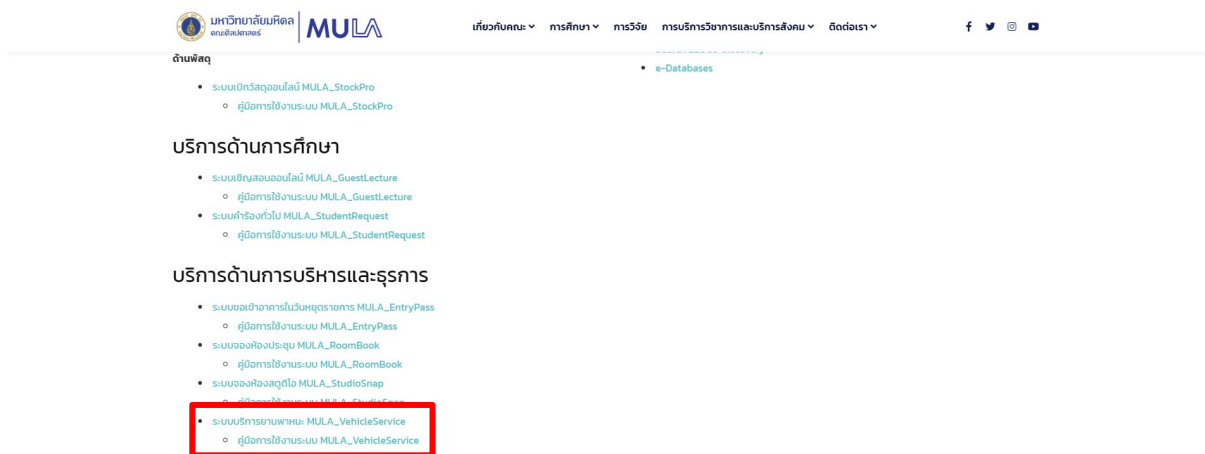 มหาวิทยาลัยมหิดล
คณะศิลปศาสตร์
MULA
เกี่ยวกับคณะ การศึกษา การวิจัย การบริการวิชาการและบริการสังคม ติดต่อเรา
ด้านพัสดุ
ระบบเบิกวัสดุออนไลน์ MULA_StockPro
คู่มือการใช้งานระบบ MULA_StockPro
บริการด้านการศึกษา
ระบบเชิญสอนออนไลน์ MULA_GuestLecture
คู่มือการใช้งานระบบ MULA_GuestLecture
ระบบคำร้องทั่วไป MULA_StudentRequest
คู่มือการใช้งานระบบ MULA_StudentRequest
บริการด้านการบริหารและธุรการ
ระบบขอเข้าอาคารในวันหยุดราชการ MULA_EntryPass
คู่มือการใช้งานระบบ MULA_EntryPass
ระบบจองห้องประชุม MULA_RoomBook
คู่มือการใช้งานระบบ MULA_RoomBook
ระบบจองห้องสตูดิโอ MULA_StudioSnap
คู่มือการใช้งานระบบ MULA_StudioSnap
ระบบบริการยานพาหนะ MULA_VehicleService
คู่มือการใช้งานระบบ MULA_VehicleService
e-Databases